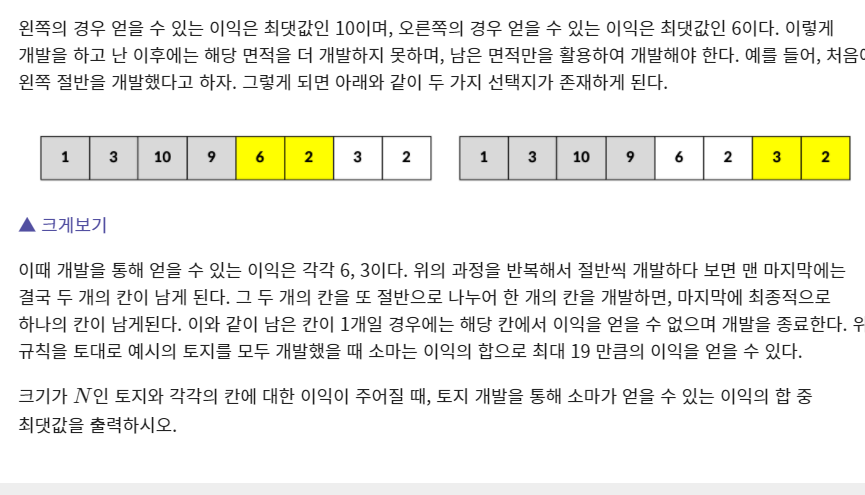 왼쪽의 경우 얻을 수 있는 이익은 최댓값인 10이며, 오른쪽의 경우 얻을 수 있는 이익은 최댓값인 6이다. 이렇게
개발을 하고 난 이후에는 해당 면적을 더 개발하지 못하며, 남은 면적만을 활용하여 개발해야 한다. 예를 들어,
왼쪽 절반을 개발했다고 하자. 그렇게 되면 아래와 같이 두 가지 선택지가 존재하게 된다.
1 3 10 9 6 2 3 2 1 3 10 9 6 2 3 2
▲ 크게보기
이때 개발을 통해 얻을 수 있는 이익은 각각 6, 3이다. 위의 과정을 반복해서 절반씩 개발하다 보면 맨 마지막에는
결국 두 개의 칸이 남게 된다. 그 두 개의 칸을 또 절반으로 나누어 한 개의 칸을 개발하면, 마지막에 최종적으로
하나의 칸이 남게된다. 이와 같이 남은 칸이 1개일 경우에는 해당 칸에서 이익을 얻을 수 없으며 개발을 종료한다.
규칙을 토대로 예시의 토지를 모두 개발했을 때 소마는 이익의 합으로 최대 19 만큼의 이익을 얻을 수 있다.
크기가 N인 토지와 각각의 칸에 대한 이익이 주어질 때, 토지 개발을 통해 소마가 얻을 수 있는 이익의 합 중
최댓값을 출력하시오.